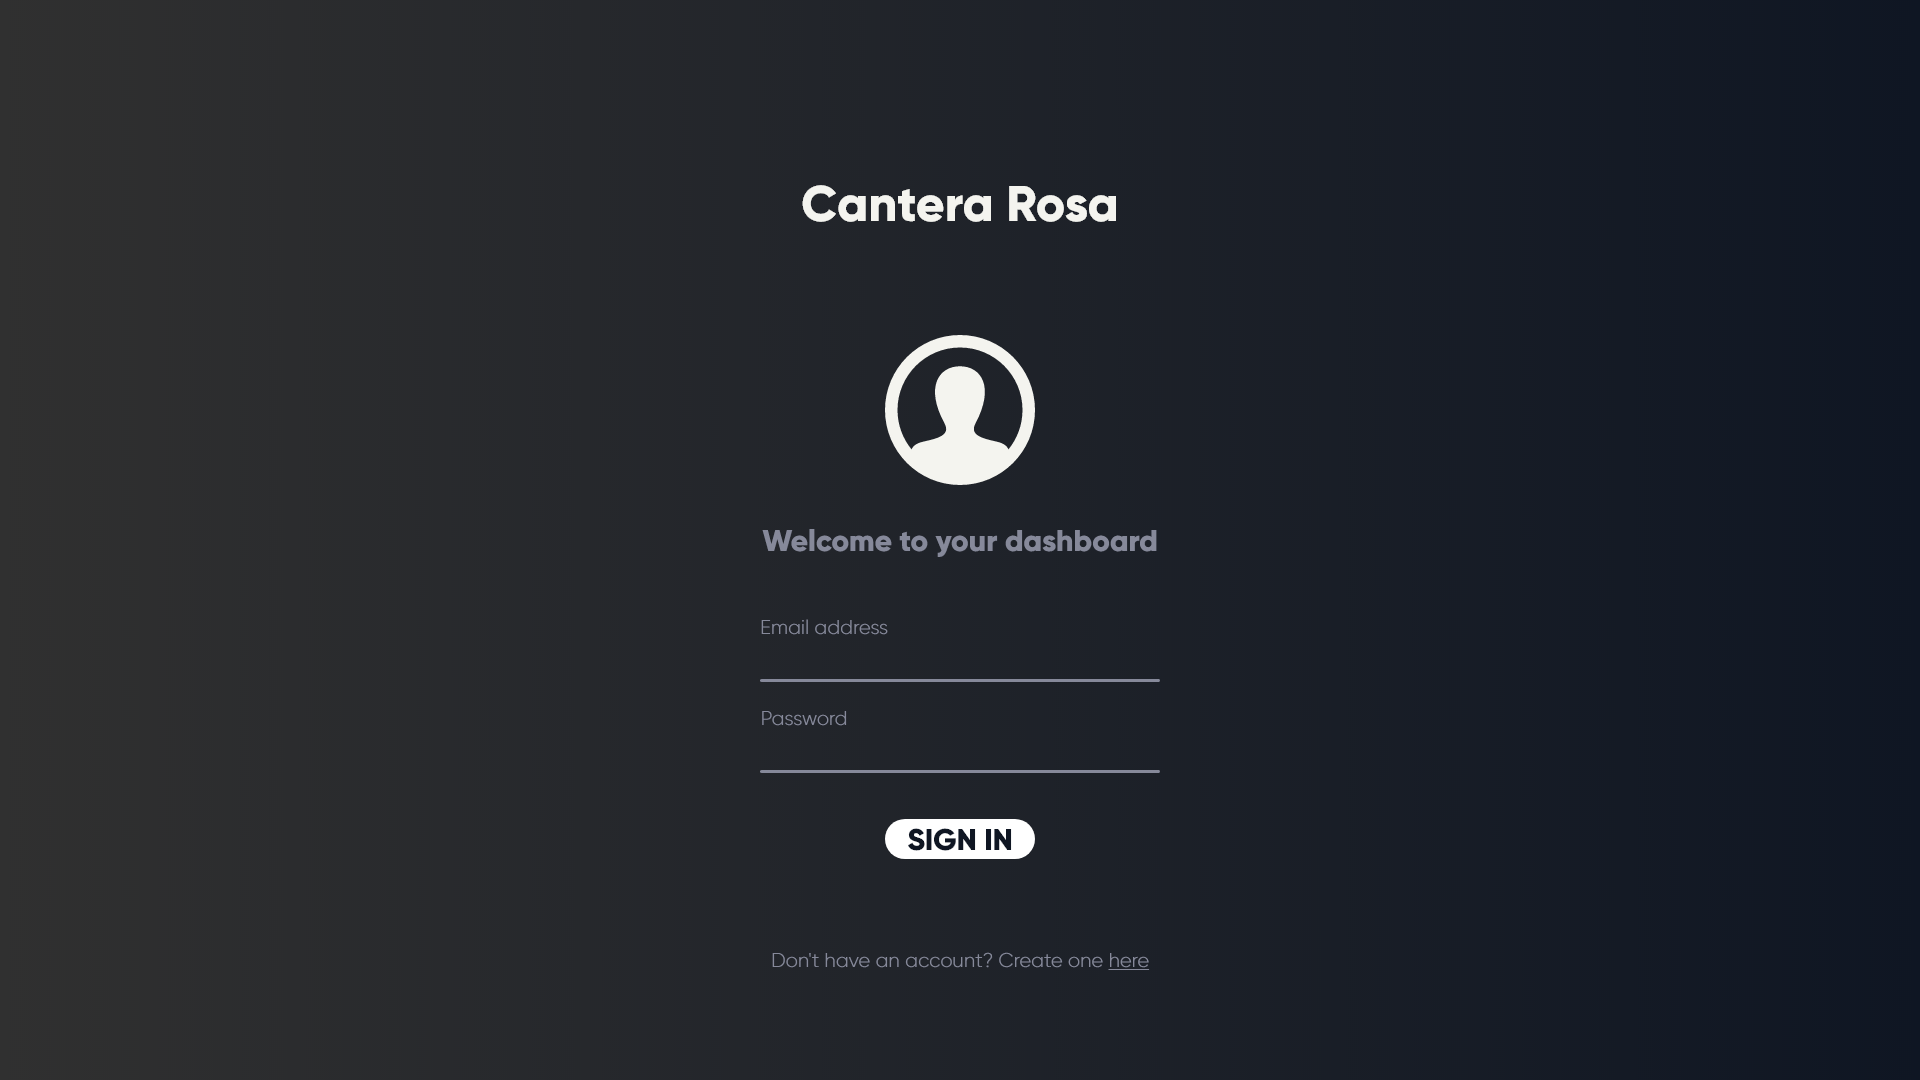 Cantera Rosa
Welcome to your dashboard
Email address
Password
SIGN IN
Don't have an account? Create one here